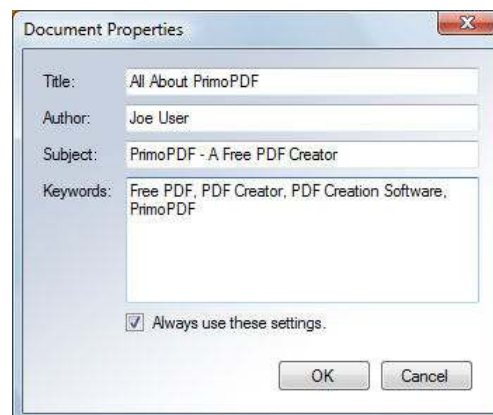 Document Properties
Title: All About PrimoPDF
Author: Joe User
Subject: PrimoPDF - A Free PDF Creator
Keywords: Free PDF, PDF Creator, PDF Creation Software,
PrimoPDF
Always use these settings.
OK Cancel